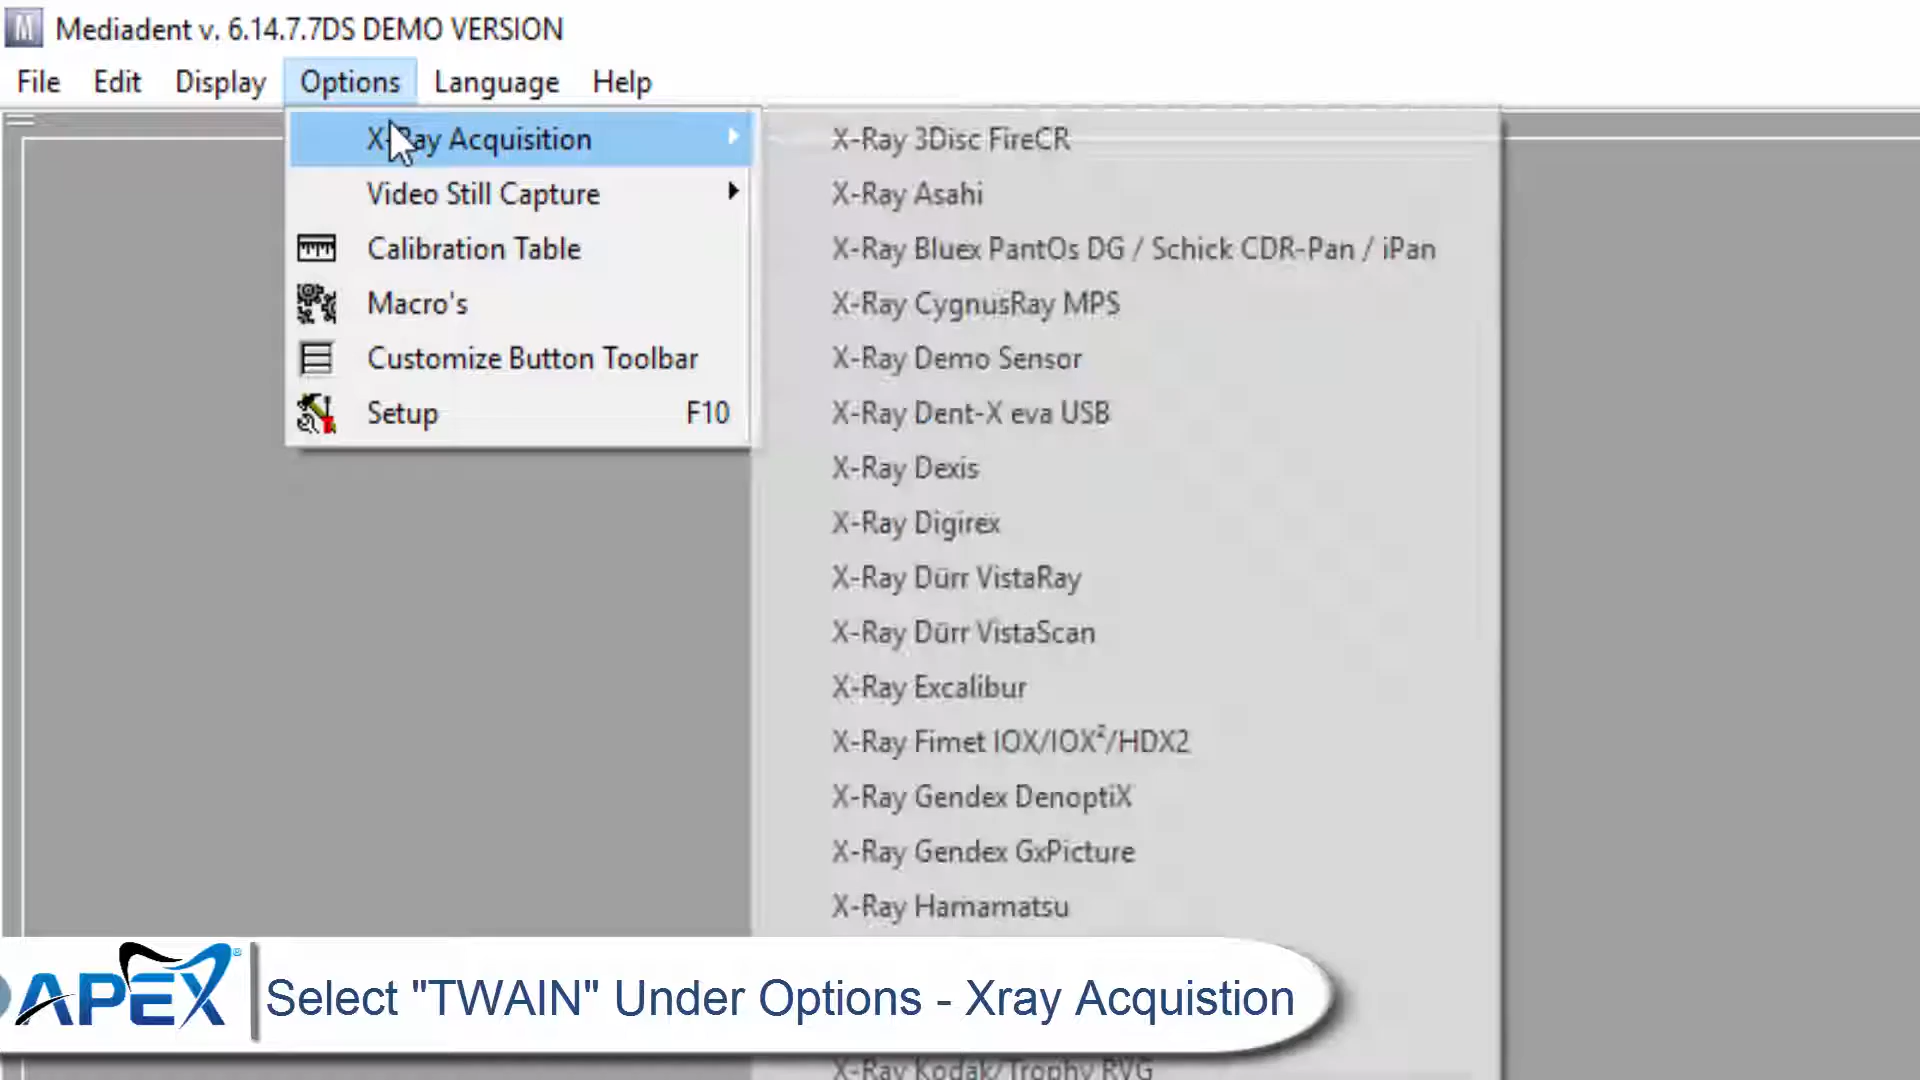 Mediadent v. 6.14.7.7DS DEMO VERSION
File Edit Display Options Language Help
X-Ray Acquisition
Video Still Capture
Calibration Table
Macro's
Customize Button Toolbar
Setup F10
X-Ray 3Disc FireCR
X-Ray Asahi
X-Ray Bluex PantOs DG / Schick CDR-Pan / iPan
X-Ray CygnusRay MPS
X-Ray Demo Sensor
X-Ray Dent-X eva USB
X-Ray Dexis
X-Ray Digirex
X-Ray Dürr VistaRay
X-Ray Dürr VistaScan
X-Ray Excalibur
X-Ray Fimet IOX/IOX²/HDX2
X-Ray Gendex DenoptiX
X-Ray Gendex GxPicture
X-Ray Hamamatsu
X-Ray Kodak/Trophy RVG
APEX®
Select "TWAIN" Under Options - Xray Acquistion